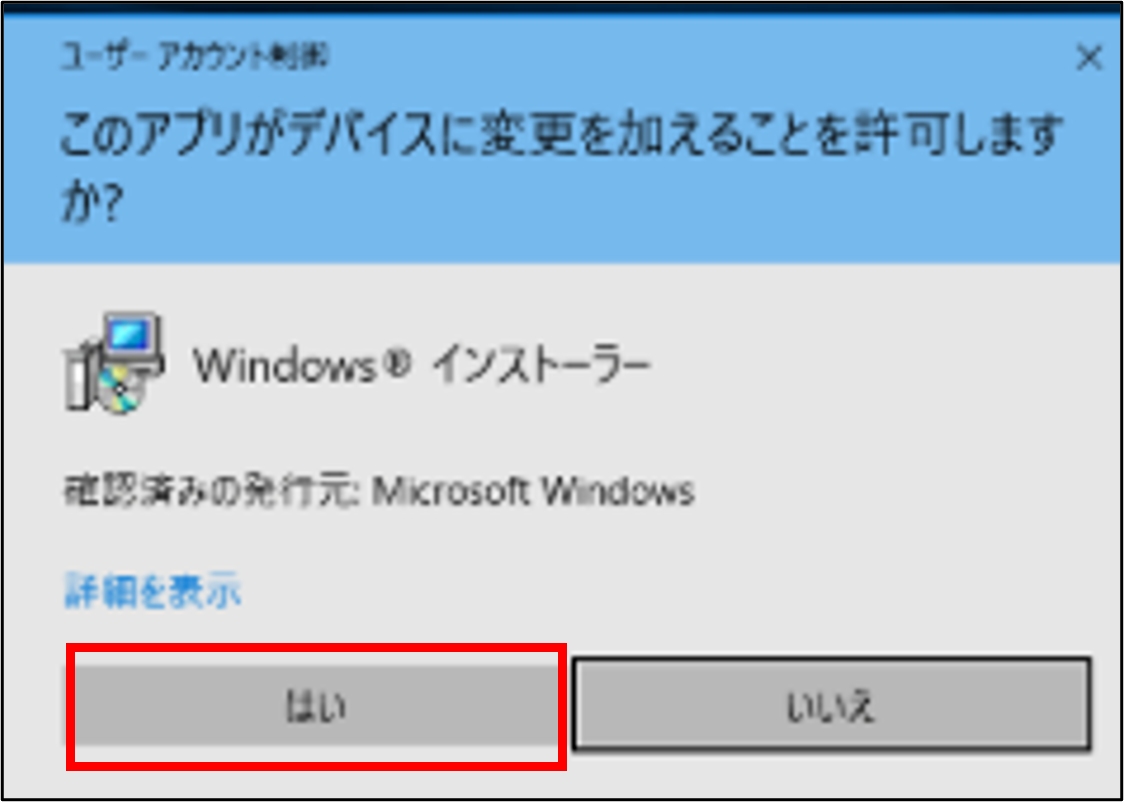 ユーザー アカウント制御
このアプリがデバイスに変更を加えることを許可します
か?
Windows® インストーラー
確認済みの発行元: Microsoft Windows
詳細を表示
はい
いいえ